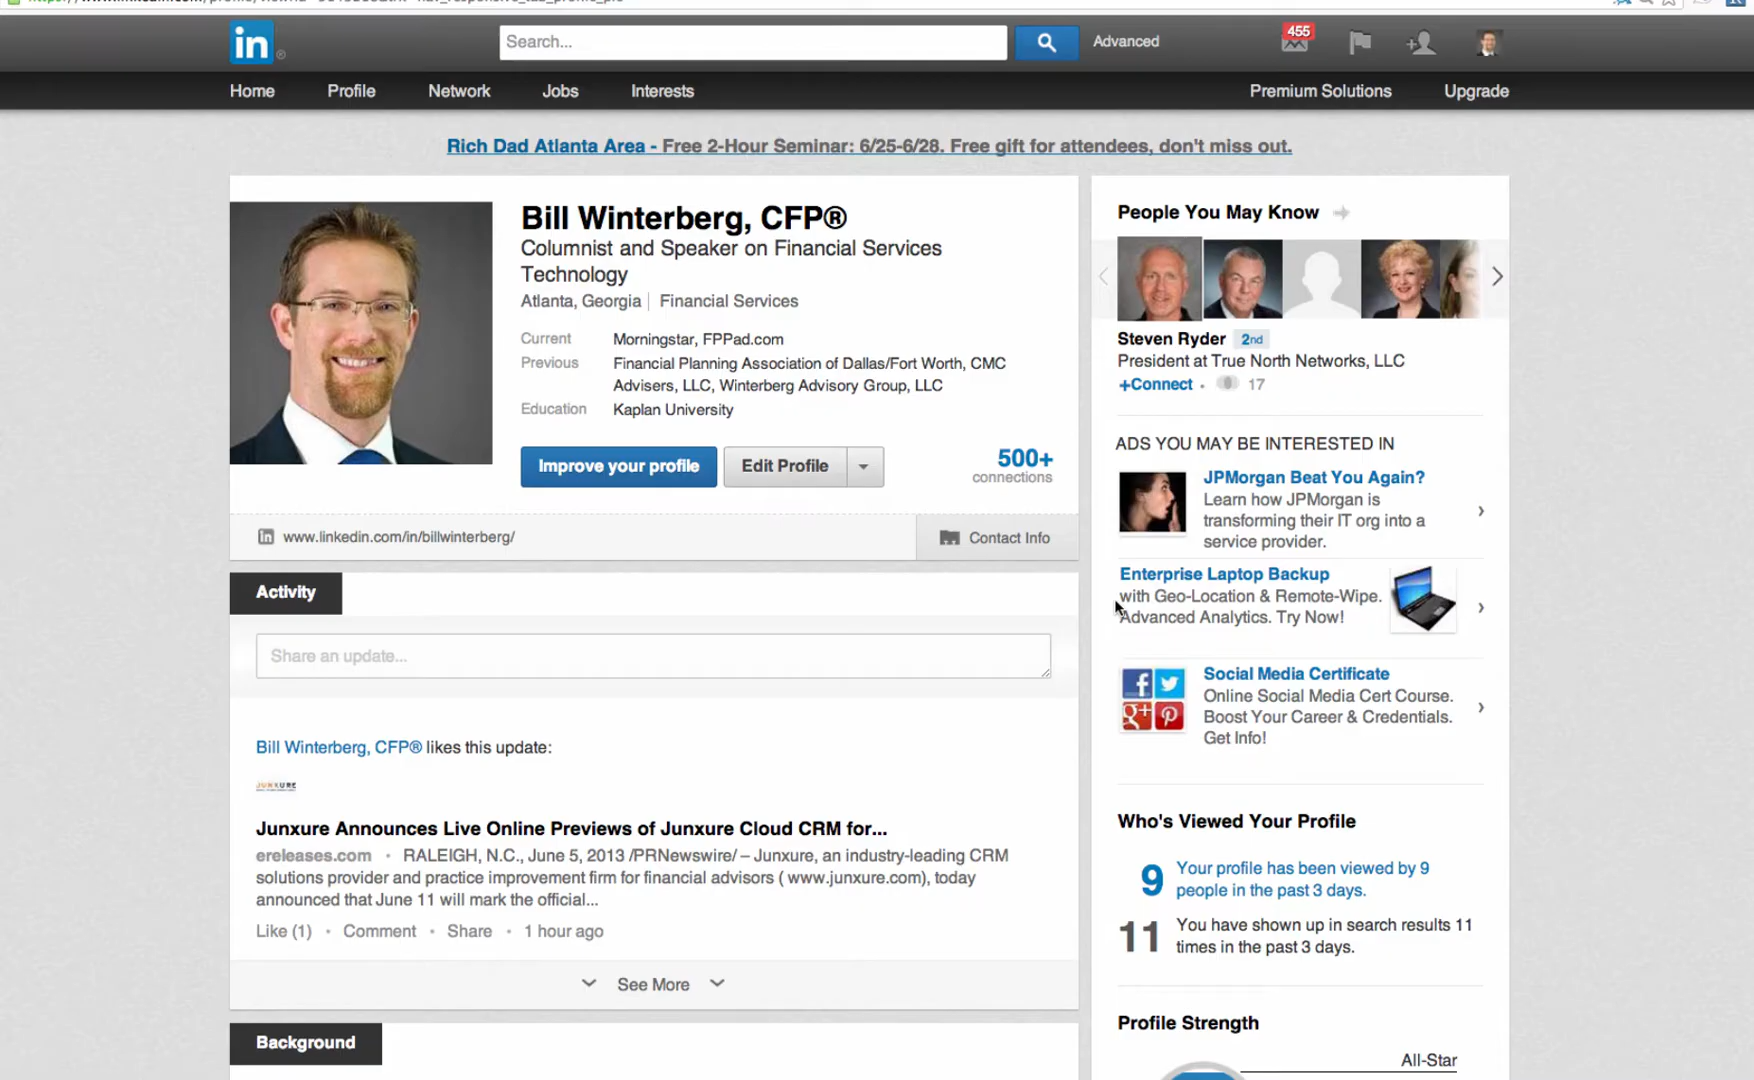 in®
Search...
Advanced
455
Home
Profile
Network
Jobs
Interests
Premium Solutions
Upgrade
Rich Dad Atlanta Area - Free 2-Hour Seminar: 6/25-6/28. Free gift for attendees, don't miss out.
Bill Winterberg, CFP®
Columnist and Speaker on Financial Services
Technology
Atlanta, Georgia
Financial Services
Current
Morningstar, FPPad.com
Previous
Financial Planning Association of Dallas/Fort Worth, CMC
Advisers, LLC, Winterberg Advisory Group, LLC
Education
Kaplan University
Improve your profile
Edit Profile
500+
connections
in
www.linkedin.com/in/billwinterberg/
Contact Info
Activity
Share an update...
Bill Winterberg, CFP® likes this update:
JUNXURE
Junxure Announces Live Online Previews of Junxure Cloud CRM for...
ereleases.com • RALEIGH, N.C., June 5, 2013 /PRNewswire/ – Junxure, an industry-leading CRM
solutions provider and practice improvement firm for financial advisors ( www.junxure.com), today
announced that June 11 will mark the official...
Like (1) • Comment • Share • 1 hour ago
See More
Background
People You May Know
Steven Ryder 2nd
President at True North Networks, LLC
+Connect • 17
ADS YOU MAY BE INTERESTED IN
JPMorgan Beat You Again?
Learn how JPMorgan is
transforming their IT org into a
service provider.
Enterprise Laptop Backup
with Geo-Location & Remote-Wipe.
Advanced Analytics. Try Now!
Social Media Certificate
Online Social Media Cert Course.
Boost Your Career & Credentials.
Get Info!
Who's Viewed Your Profile
9
Your profile has been viewed by 9
people in the past 3 days.
11
You have shown up in search results 11
times in the past 3 days.
Profile Strength
All-Star